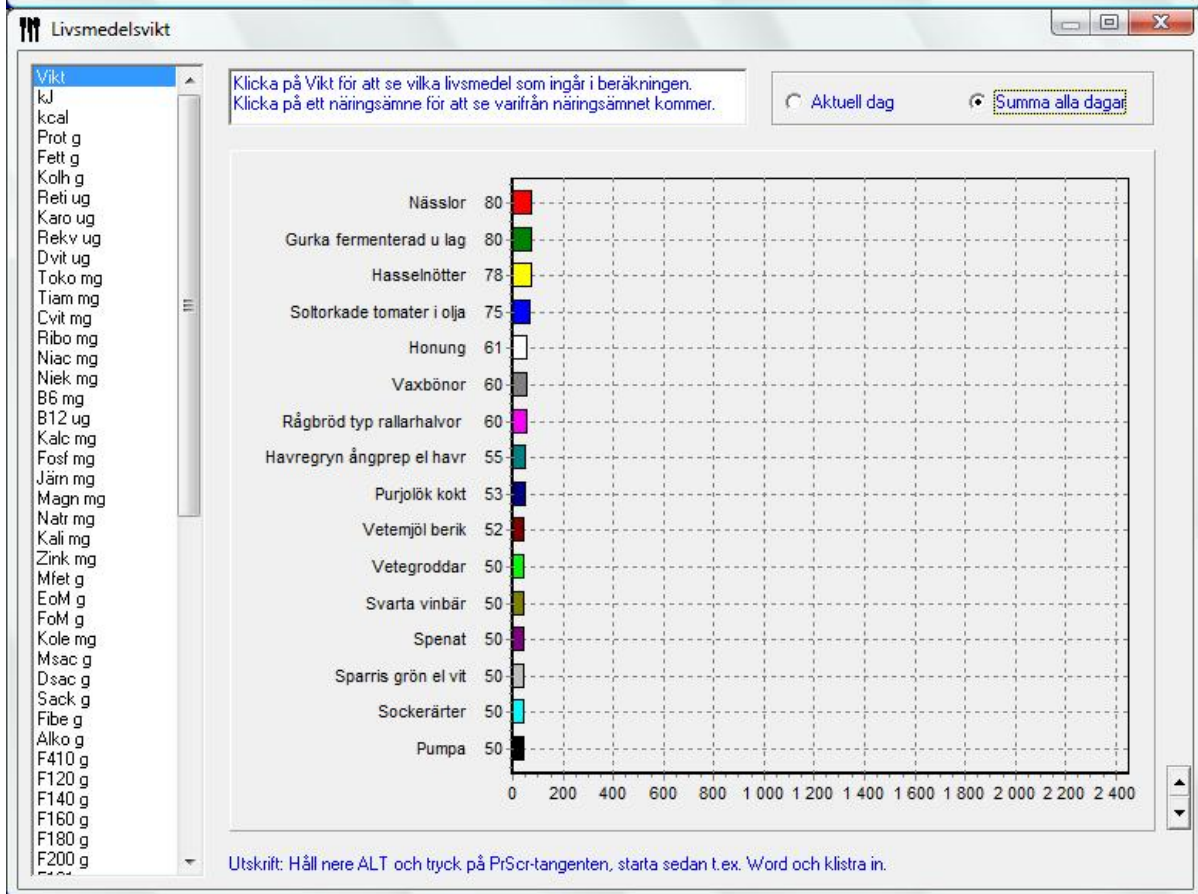 Livsmedelsvikt
Vikt
kJ
kcal
Prot g
Fett g
Kolh g
Reti ug
Karo ug
Rekv ug
Dvit ug
Toko mg
Tiam mg
Cvit mg
Ribo mg
Niac mg
Niek mg
B6 mg
B12 ug
Kalc mg
Fosf mg
Järn mg
Magn mg
Natr mg
Kali mg
Zink mg
Mfet g
EoM g
FoM g
Kole mg
Msac g
Dsac g
Sack g
Fibe g
Alko g
F410 g
F120 g
F140 g
F160 g
F180 g
F200 g
Klicka på Vikt för att se vilka livsmedel som ingår i beräkningen.
Klicka på ett näringsämne för att se varifrån näringsämnet kommer.
Aktuell dag Summa alla dagar
Nässlor 80
Gurka fermenterad u lag 80
Hasselnötter 78
Soltorkade tomater i olja 75
Honung 61
Vaxbönor 60
Rågbröd typ rallarhalvor 60
Havregryn ångprep el havr 55
Purjolök kokt 53
Vetemjöl berik 52
Vetegroddar 50
Svarta vinbär 50
Spenat 50
Sparris grön el vit 50
Sockerärter 50
Pumpa 50
0 200 400 600 800 1 000 1 200 1 400 1 600 1 800 2 000 2 200 2 400
Utskrift: Håll nere ALT och tryck på PrScr-tangenten, starta sedan t.ex. Word och klistra in.